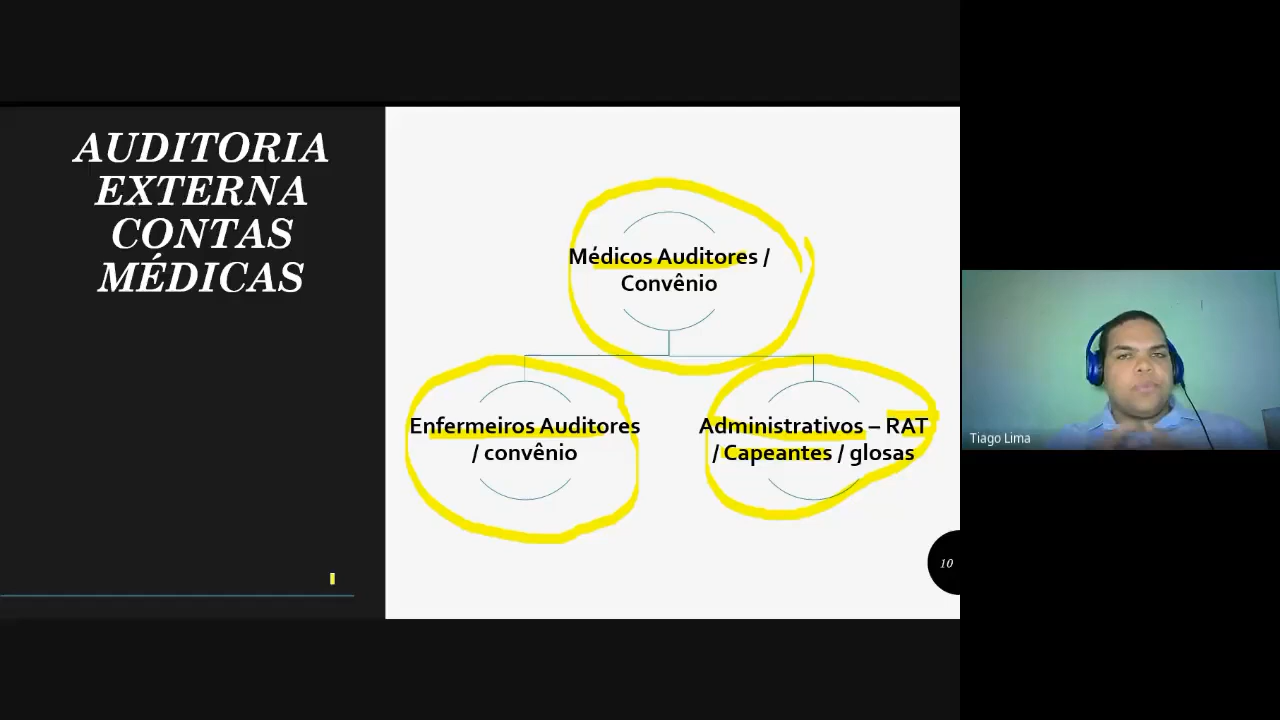 AUDITORIA
EXTERNA
CONTAS
MÉDICAS
Médicos Auditores /
Convênio
Enfermeiros Auditores
/ convênio
Administrativos – RAT
/ Capeantes / glosas
10
Tiago Lima